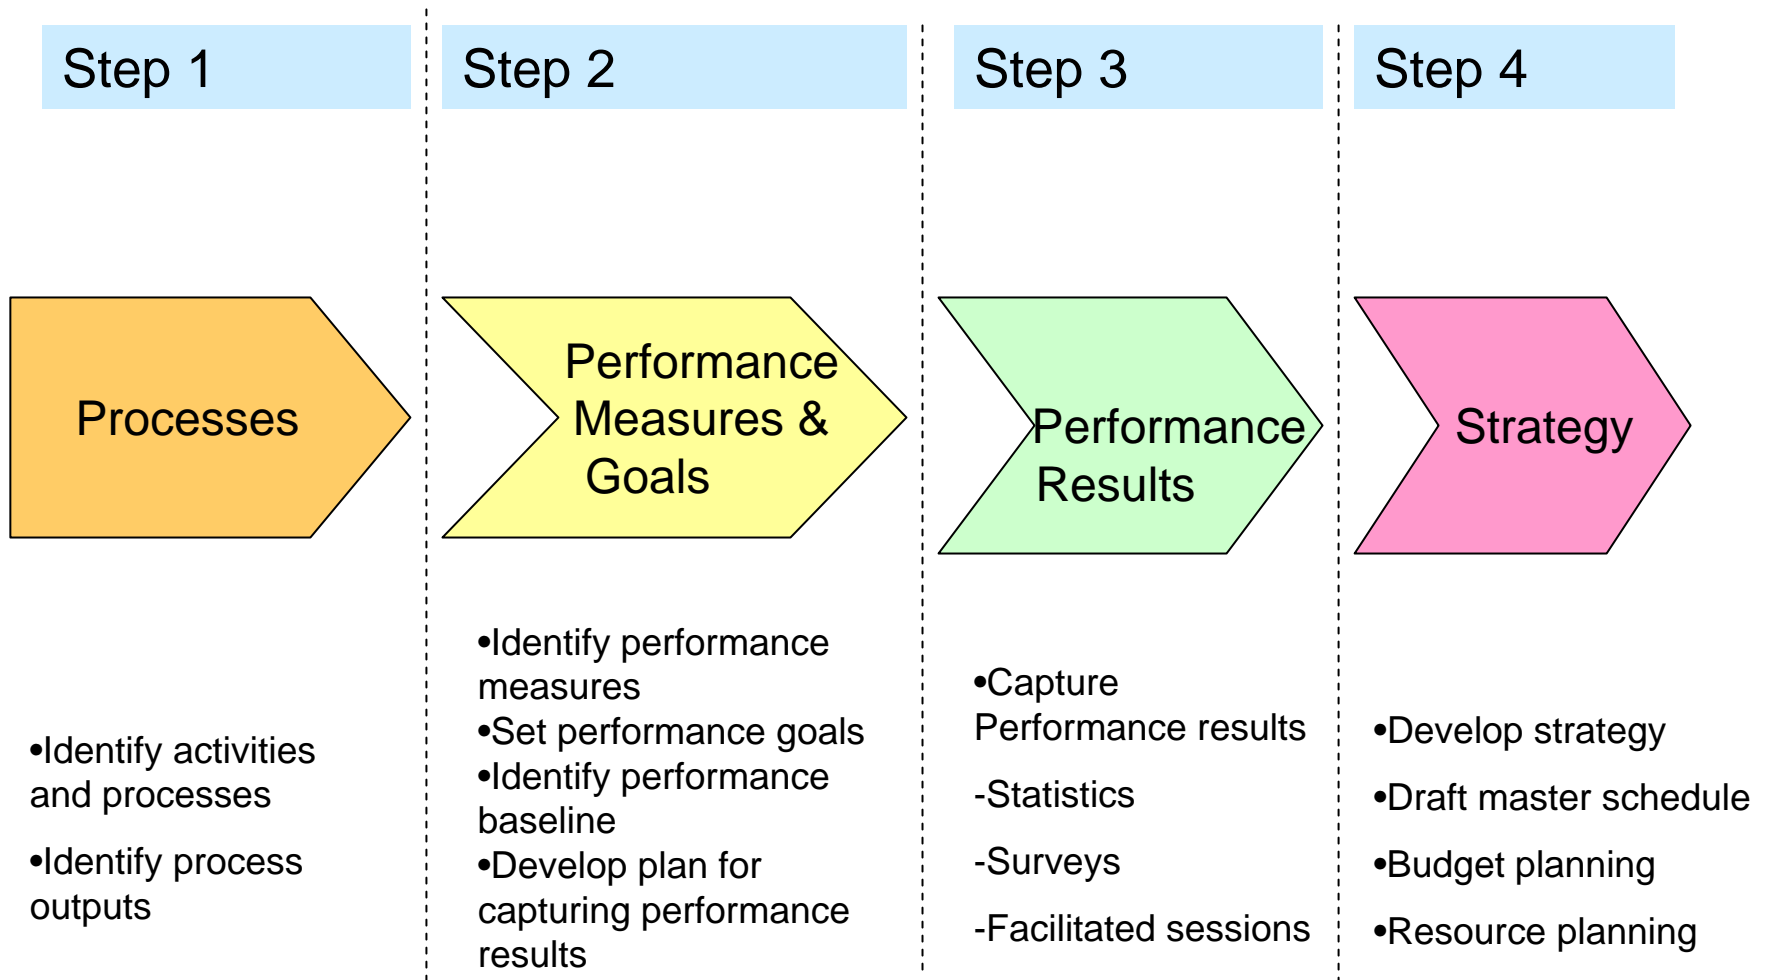 Step 1
Step 2
Step 3
Step 4
Processes
Performance
Measures &
Goals
Performance
Results
Strategy
•Identify activities
and processes
•Identify process
outputs
•Identify performance
measures
•Set performance goals
•Identify performance
baseline
•Develop plan for
capturing performance
results
•Capture
Performance results
-Statistics
-Surveys
-Facilitated sessions
•Develop strategy
•Draft master schedule
•Budget planning
•Resource planning